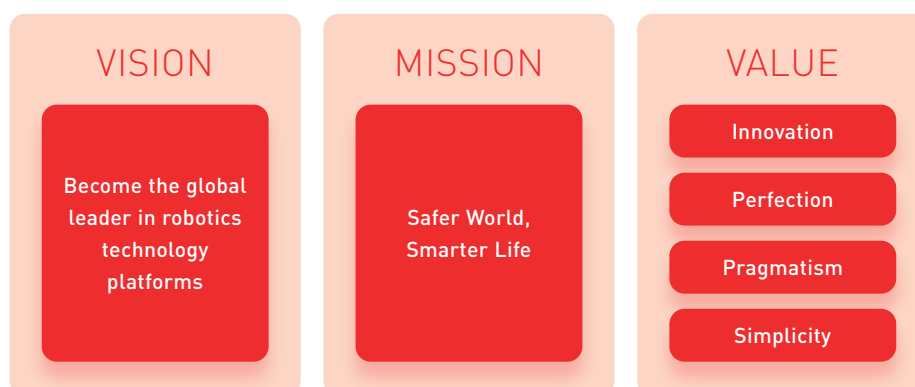 VISION
Become the global
leader in robotics
technology
platforms
MISSION
Safer World,
Smarter Life
VALUE
Innovation
Perfection
Pragmatism
Simplicity